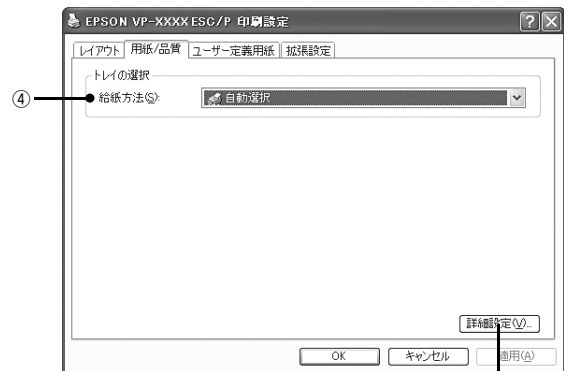 EPSON VP-XXXX ESC/P 印刷設定
レイアウト 用紙/品質 ユーザー定義用紙 拡張設定
トレイの選択
④ 給紙方法(S): 自動選択
詳細設定(V)...
OK キャンセル 適用(A)